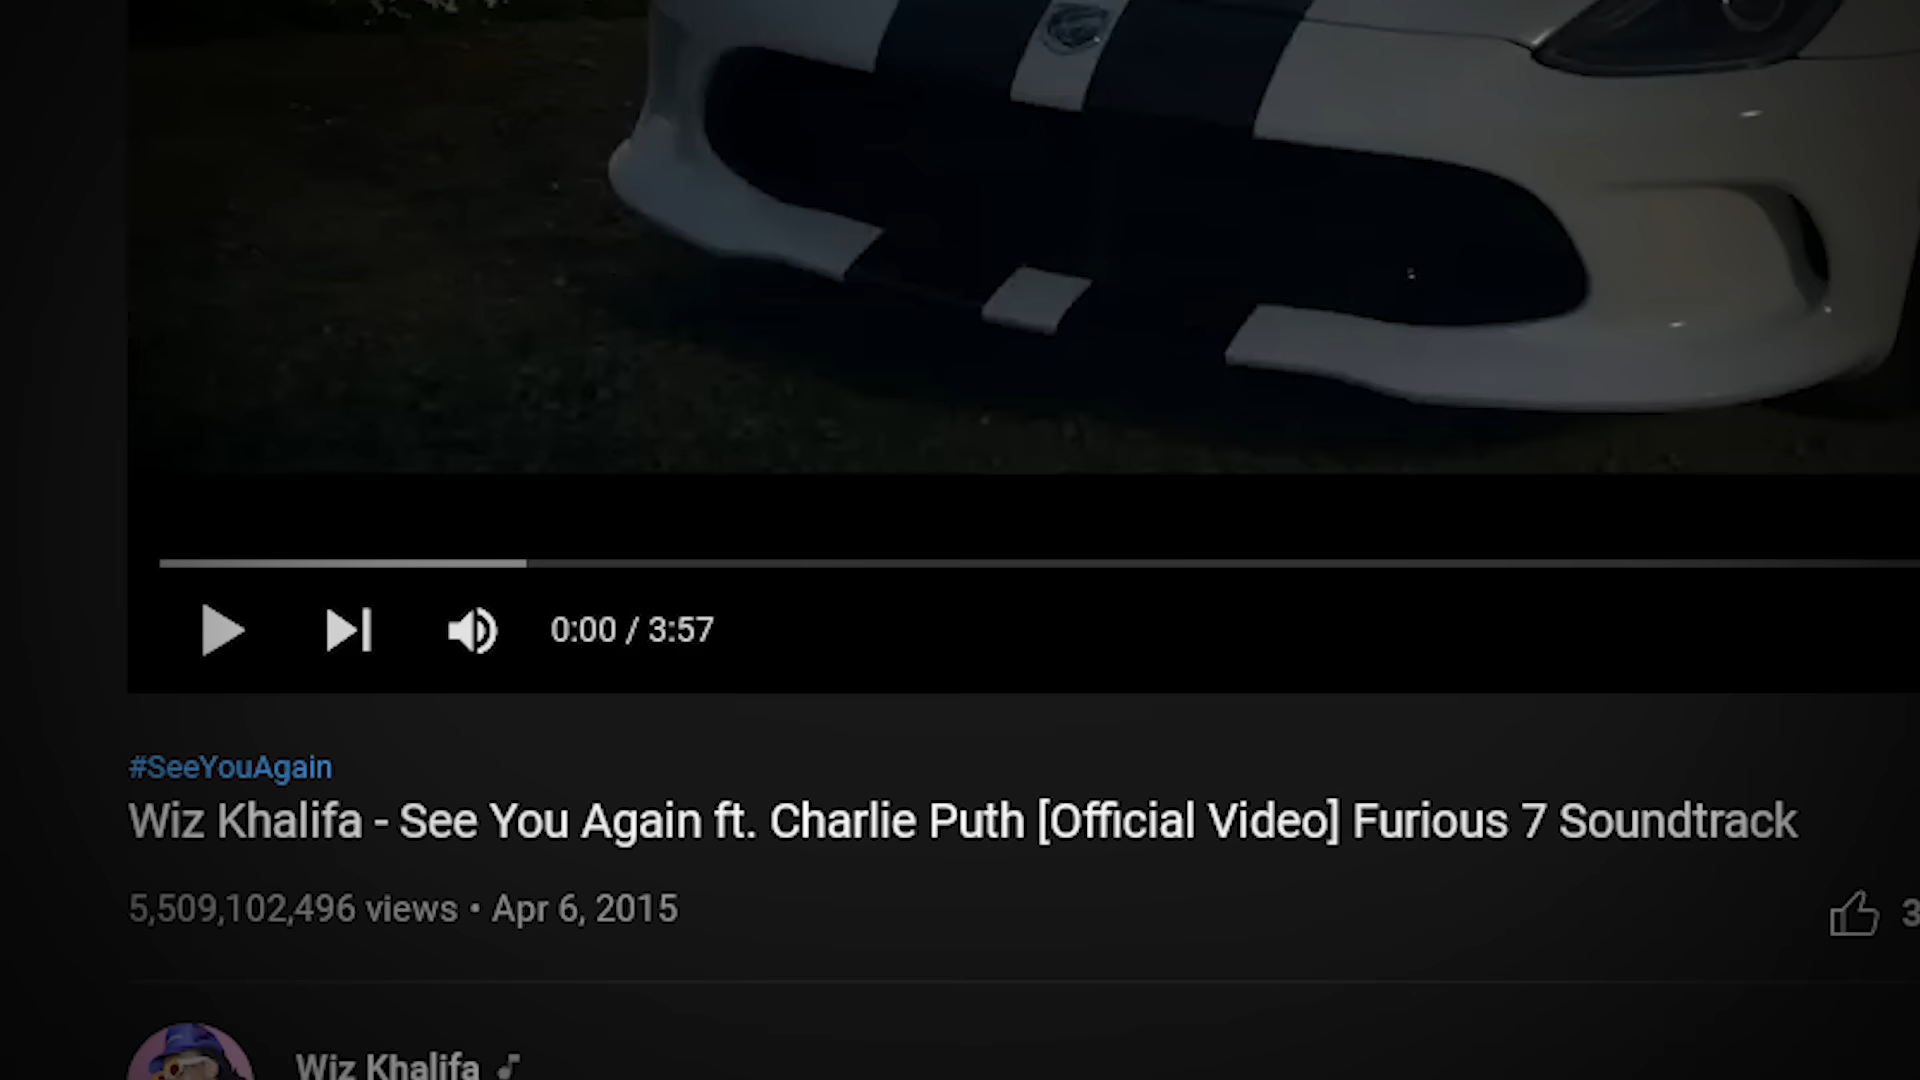 0:00 / 3:57
#SeeYouAgain
Wiz Khalifa - See You Again ft. Charlie Puth [Official Video] Furious 7 Soundtrack
5,509,102,496 views • Apr 6, 2015
3
Wiz Khalifa ♪